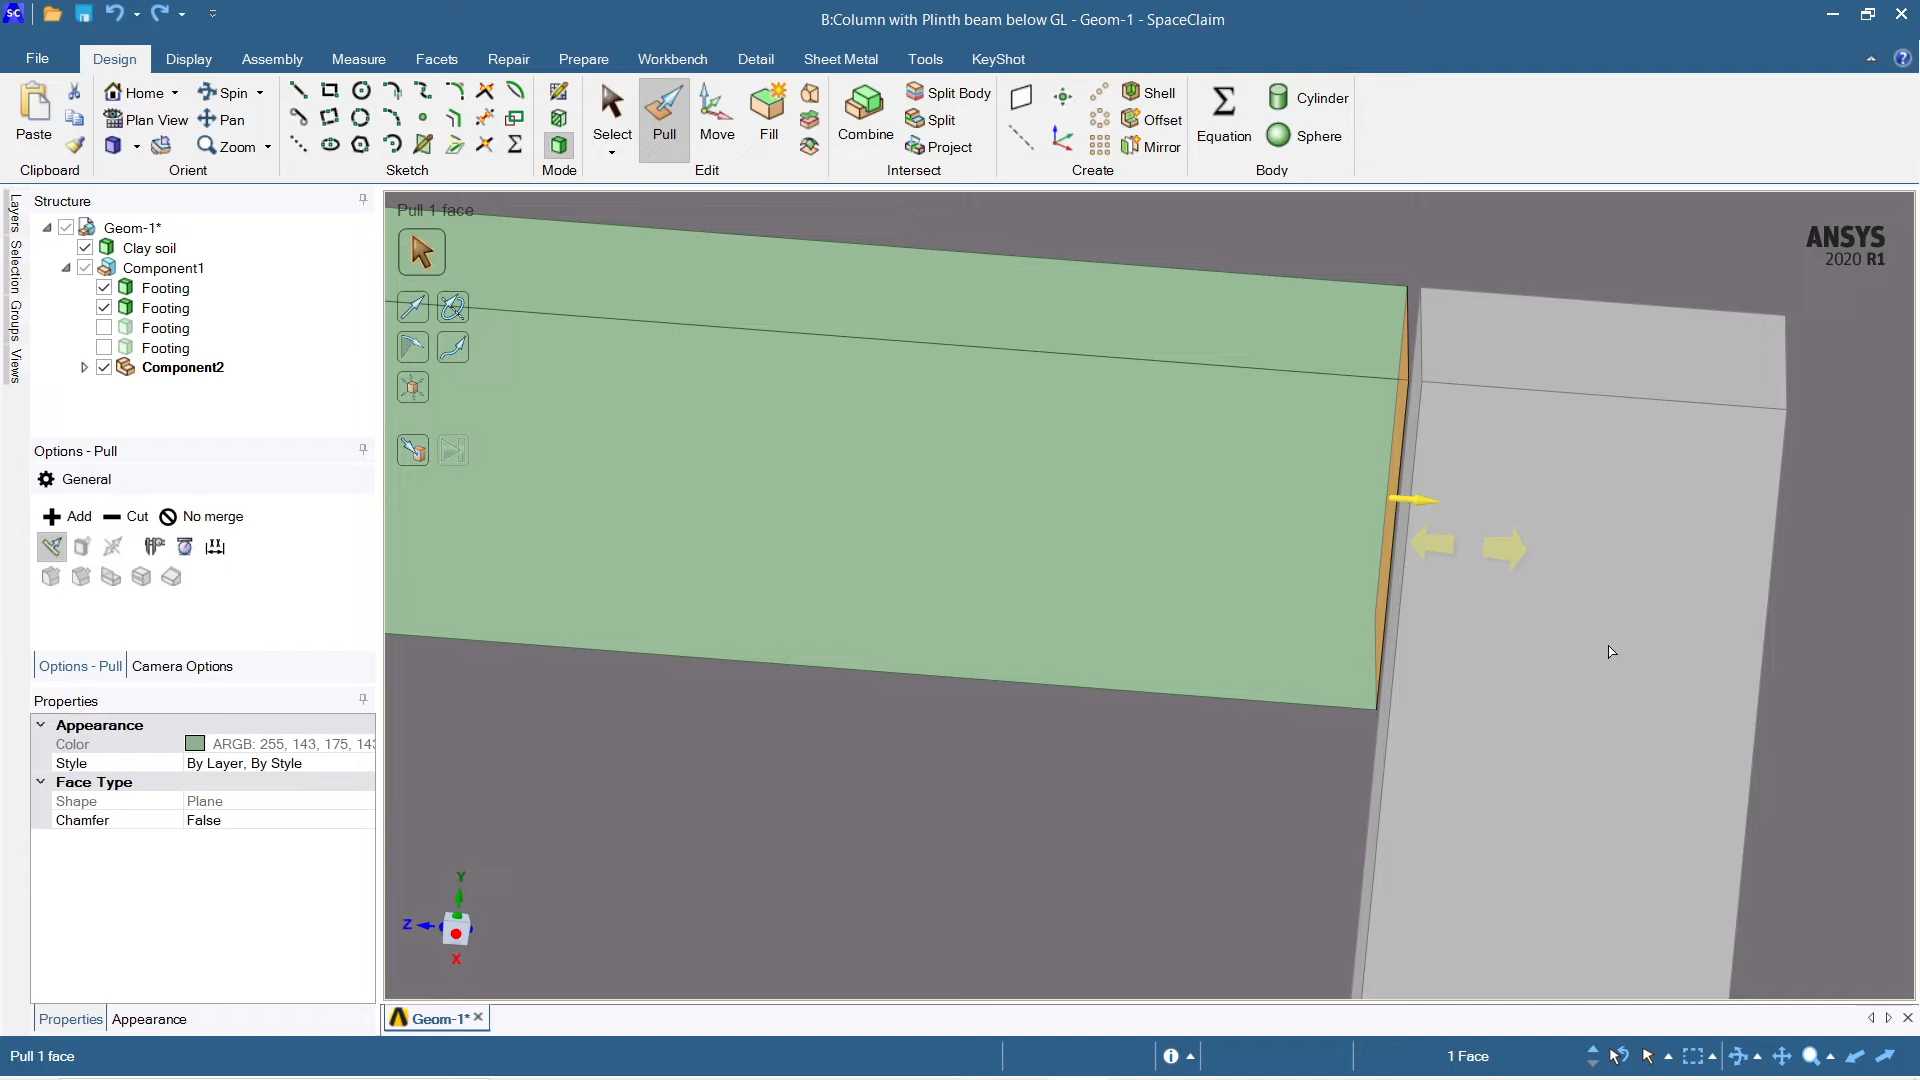 SC
B:Column with Plinth beam below GL - Geom-1 - SpaceClaim
File Design Display Assembly Measure Facets Repair Prepare Workbench Detail Sheet Metal Tools KeyShot
Paste
Clipboard
Home Spin
Plan View Pan
Zoom
Orient
Sketch
Mode
Select Pull Move Fill
Edit
Combine
Split Body
Split
Project
Intersect
Shell
Offset
Mirror
Create
Equation
Cylinder
Sphere
Body
Layers Selection Groups Views
Structure
Geom-1*
Clay soil
Component1
Footing
Footing
Footing
Footing
Component2
Options - Pull
General
Add Cut No merge
Options - Pull Camera Options
Properties
Appearance
Color ARGB: 255, 143, 175, 143
Style By Layer, By Style
Face Type
Shape Plane
Chamfer False
Properties Appearance
Pull 1 face
ANSYS
2020 R1
Y
Z
X
Geom-1*
Pull 1 face
1 Face